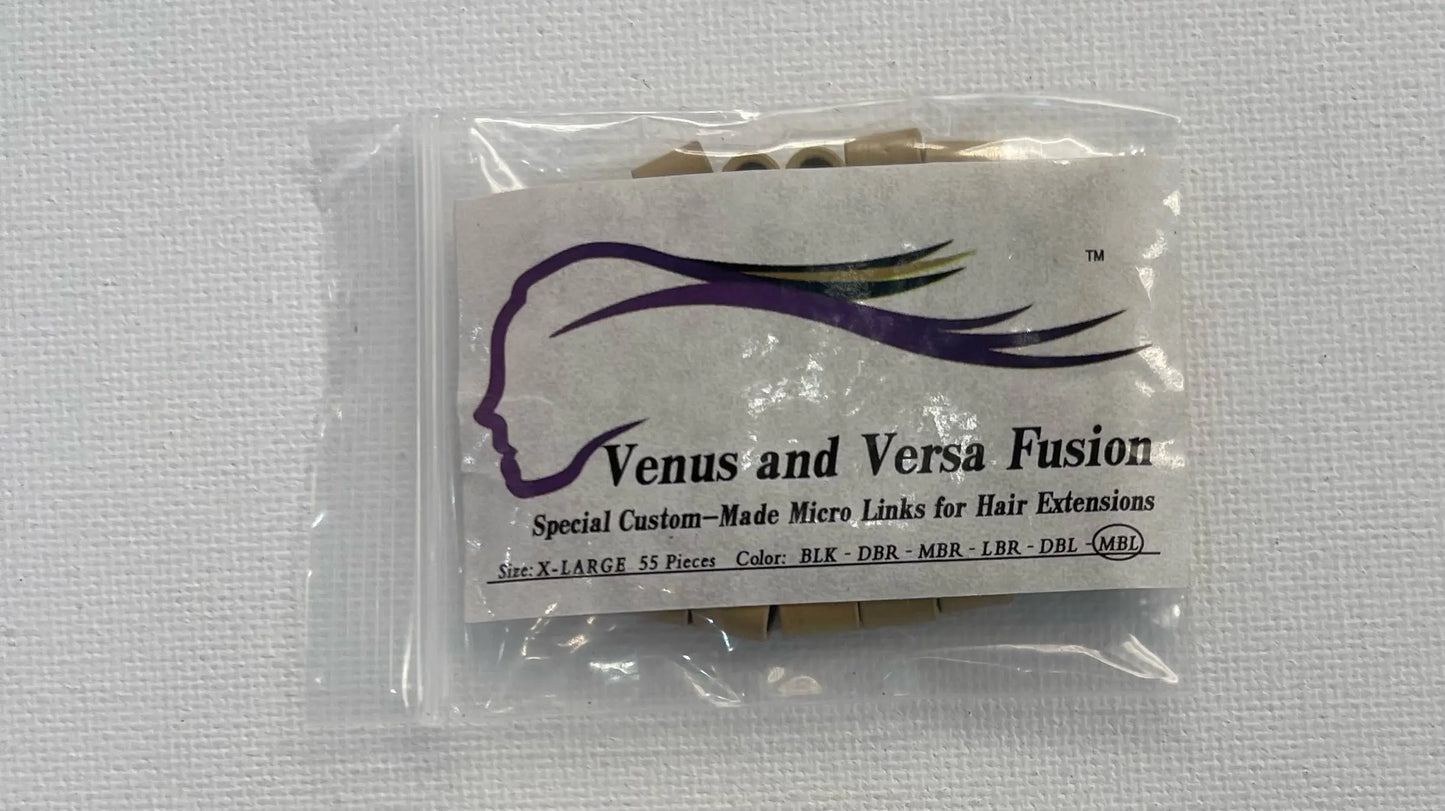 TM
Venus and Versa Fusion
Special Custom-Made Micro Links for Hair Extensions
Size: X-LARGE 55 Pieces Color: BLK - DBR - MBR - LBR - DBL - MBL